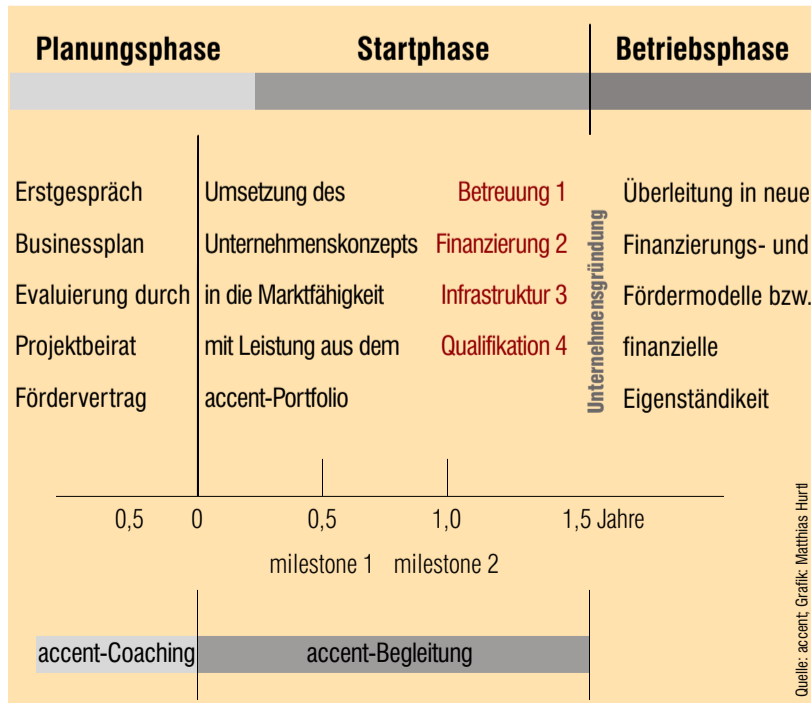 Planungsphase
Startphase
Betriebsphase
Erstgespräch
Businessplan
Evaluierung durch
Projektbeirat
Fördervertrag
Umsetzung des
Unternehmenskonzepts
in die Marktfähigkeit
mit Leistung aus dem
accent-Portfolio
Betreuung 1
Finanzierung 2
Infrastruktur 3
Qualifikation 4
Unternehmensgründung
Überleitung in neue
Finanzierungs- und
Fördermodelle bzw.
finanzielle
Eigenständikeit
0,5 0 0,5 1,0 1,5 Jahre
milestone 1 milestone 2
accent-Coaching
accent-Begleitung
Quelle: accent; Grafik: Matthias Hurtl